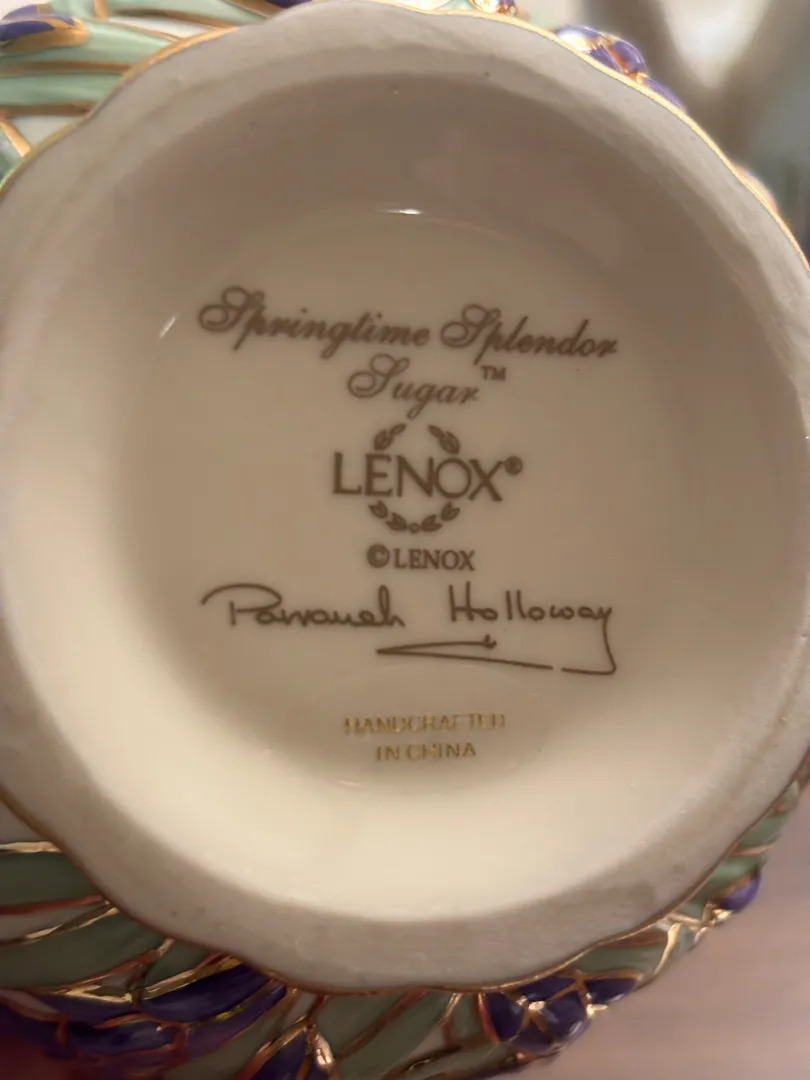 Springtime Splendor
Sugar™
LENOX®
©LENOX
Parvaneh Holloway
HANDCRAFTED
IN CHINA